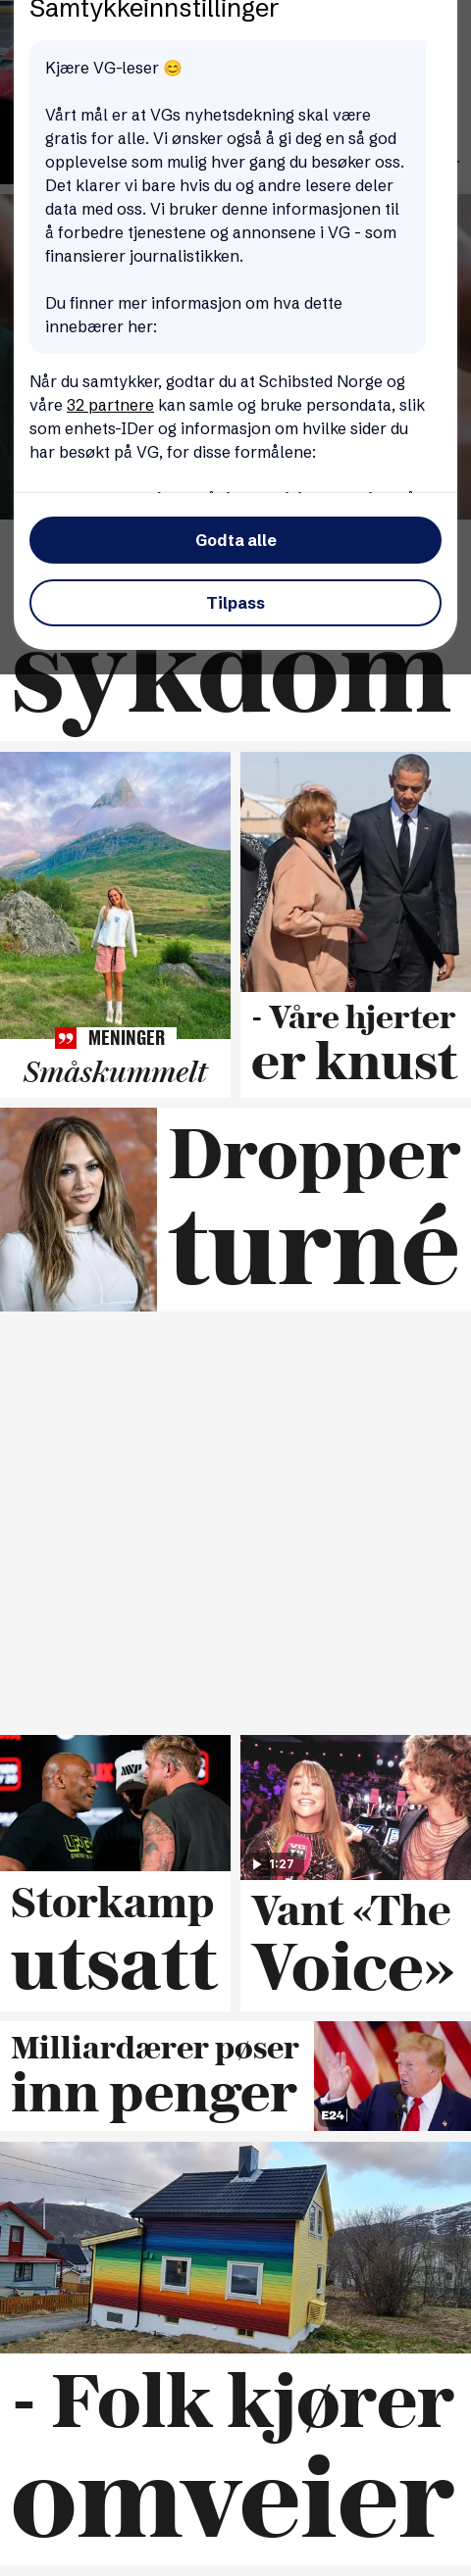 Samtykkeinnstillinger
Kjære VG-leser 😊
Vårt mål er at VGs nyhetsdekning skal være
gratis for alle. Vi ønsker også å gi deg en så god
opplevelse som mulig hver gang du besøker oss.
Det klarer vi bare hvis du og andre lesere deler
data med oss. Vi bruker denne informasjonen til
å forbedre tjenestene og annonsene i VG - som
finansierer journalistikken.
Du finner mer informasjon om hva dette
innebærer her:
Når du samtykker, godtar du at Schibsted Norge og
våre 32 partnere kan samle og bruke persondata, slik
som enhets-IDer og informasjon om hvilke sider du
har besøkt på VG, for disse formålene:
Godta alle
Tilpass
sykdom
MENINGER
Småskummelt
- Våre hjerter
er knust
Dropper
turné
Storkamp
utsatt
VG
1:27
Vant «The
Voice»
Milliardærer pøser
inn penger
E24
- Folk kjører
omveier